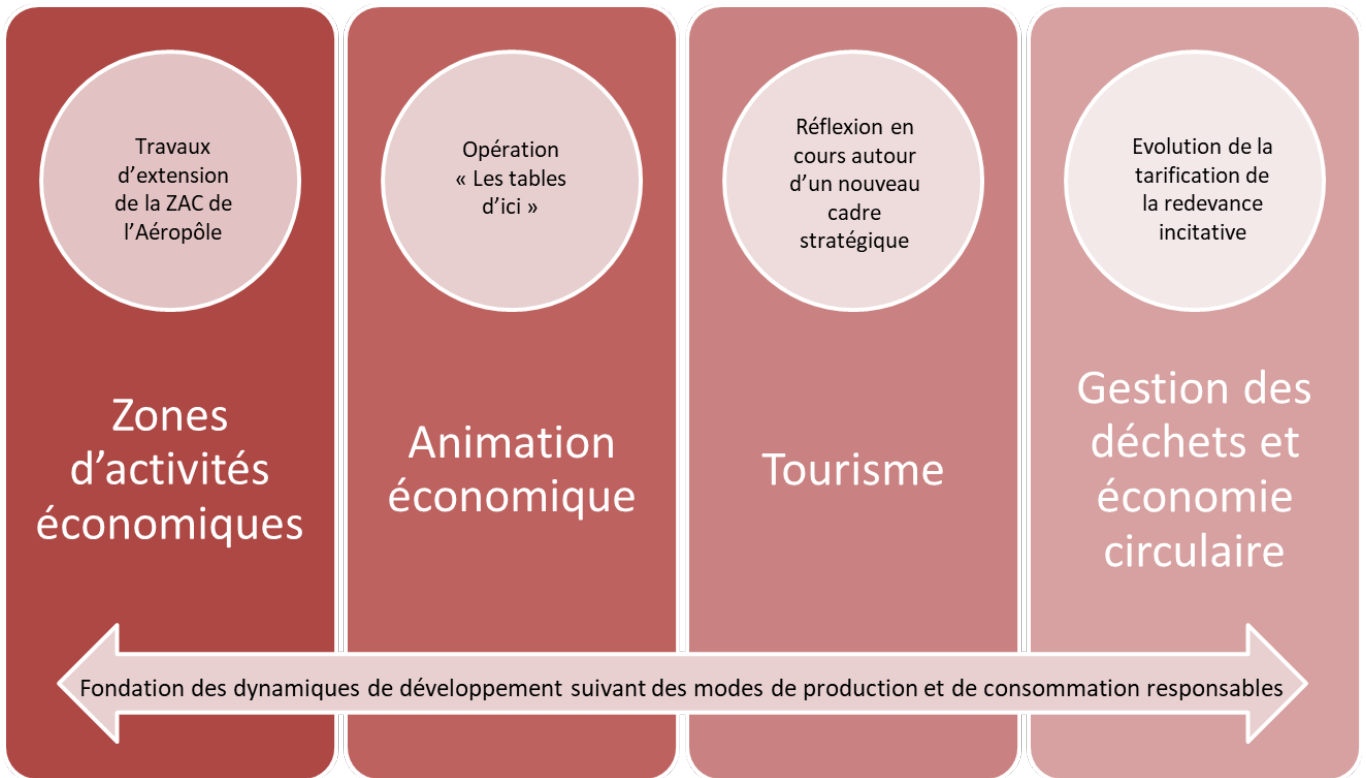 Travaux
d’extension
de la ZAC de
l’Aéropôle
Zones
d’activités
économiques
Opération
« Les tables
d’ici »
Animation
économique
Réflexion en
cours autour
d’un nouveau
cadre
stratégique
Tourisme
Evolution de la
tarification de
la redevance
incitative
Gestion des
déchets et
économie
circulaire
Fondation des dynamiques de développement suivant des modes de production et de consommation responsables